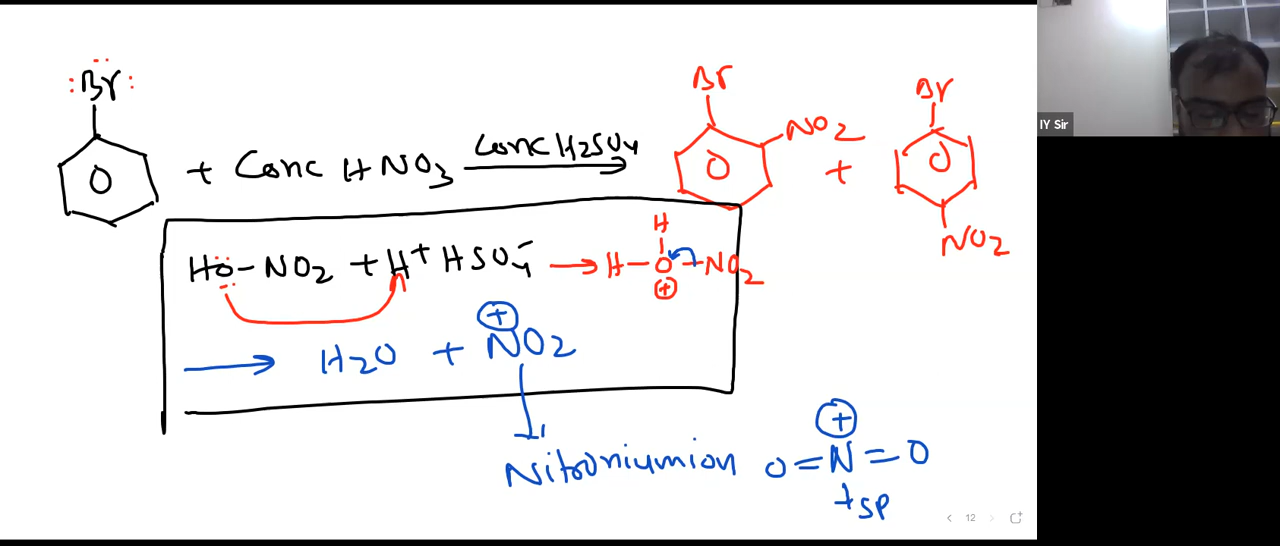 :Br:
+ Conc HNO3 Conc H2SO4
Br
NO2
+
Br
NO2
HO-NO2 + H+ HSO4-
H
H-O-NO2
+
H2O + NO2
+
Nitroniumion
O=N=O
+
sp
IY Sir
12